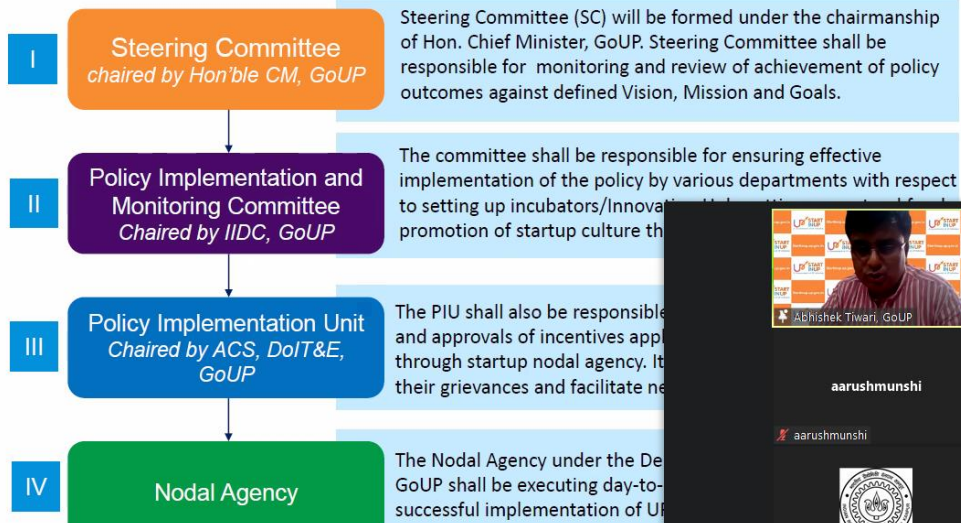 I
Steering Committee
chaired by Hon'ble CM, GoUP
Steering Committee (SC) will be formed under the chairmanship
of Hon. Chief Minister, GoUP. Steering Committee shall be
responsible for monitoring and review of achievement of policy
outcomes against defined Vision, Mission and Goals.
II
Policy Implementation and
Monitoring Committee
Chaired by IIDC, GoUP
The committee shall be responsible for ensuring effective
implementation of the policy by various departments with respect
to setting up incubators/Innovation
promotion of startup culture th
III
Policy Implementation Unit
Chaired by ACS, DoIT&E,
GoUP
The PIU shall also be responsible
and approvals of incentives appl
through startup nodal agency. It
their grievances and facilitate ne
IV
Nodal Agency
The Nodal Agency under the De
GoUP shall be executing day-to-
successful implementation of UP
START
INUP
Abhishek Tiwari, GoUP
aarushmunshi
aarushmunshi